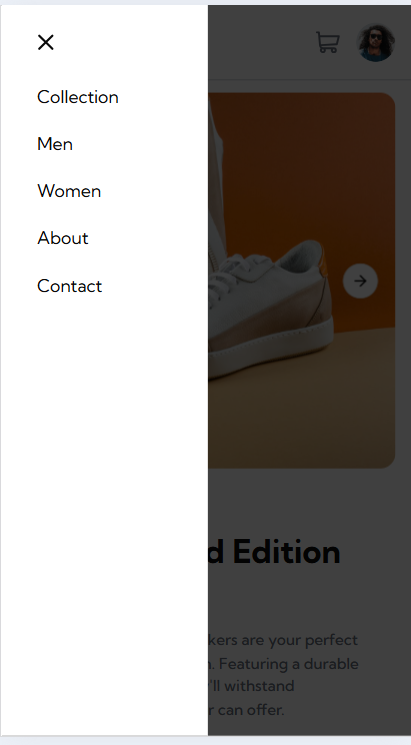 Collection
Men
Women
About
Contact
d Edition
kers are your perfect
. Featuring a durable
'll withstand
r can offer.